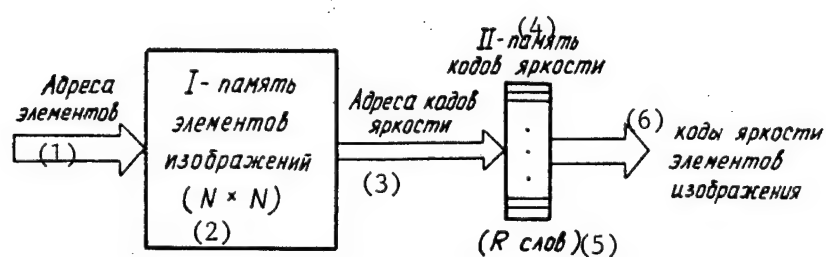 Адреса
элементов
(1)
I - память
элементов
изображений
(N × N)
(2)
Адреса кодов
яркости
(3)
(4)
II-память
кодов яркости
(R слов)(5)
(6)
коды яркости
элементов
изображения